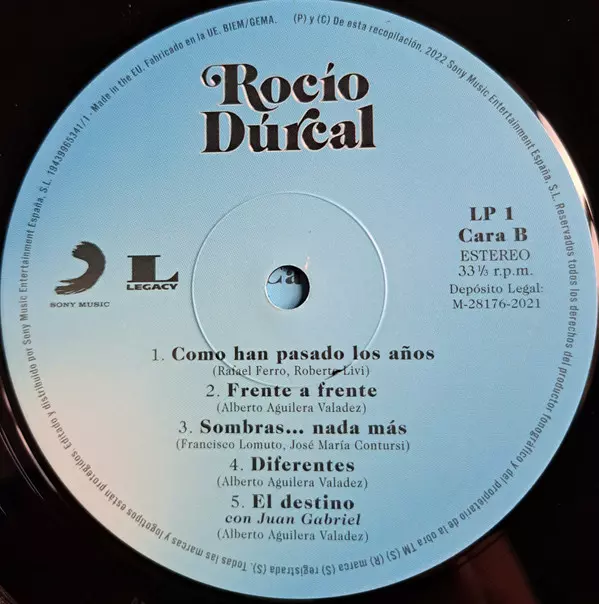 Rocío
Dúrcal
LP 1
Cara B
ESTEREO
33⅓ r.p.m.
Depósito Legal:
M-28176-2021
SONY MUSIC
L
LEGACY
1. Como han pasado los años
(Rafael Ferro, Roberto Livi)
2. Frente a frente
(Alberto Aguilera Valadez)
3. Sombras... nada más
(Francisco Lomuto, José María Contursi)
4. Diferentes
(Alberto Aguilera Valadez)
5. El destino
con Juan Gabriel
(Alberto Aguilera Valadez)
19439965341/1 - Made in the EU. Fabricado en la UE. BIEM/GEMA. (P) y (C) De esta recopilación, 2022 Sony Music Entertainment España, S.L. Reservados todos los derechos del productor fonográfico y del propietario de la obra TM (S) (R) marca (S) registrada (S). Todas las marcas y logotipos están protegidos. Editado y distribuido por Sony Music Entertainment España, S.L.